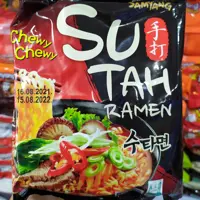 SAMYANG
Chewy
Chewy
SU
手打
TAH
RAMEN
16.08.2021.
15.08.2022.
수타면